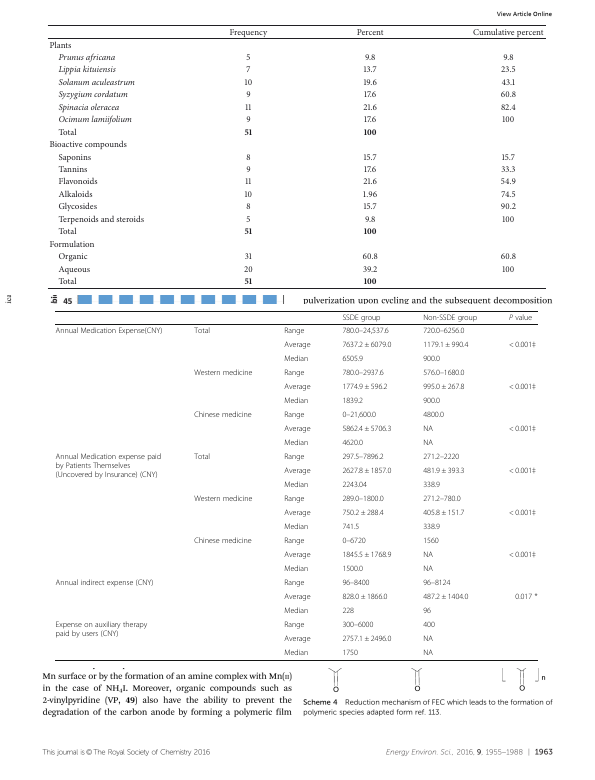 View Article Online
Frequency Percent Cumulative percent
Plants
Prunus africana 5 9.8 9.8
Lippia kituiensis 7 13.7 23.5
Solanum aculeastrum 10 19.6 43.1
Syzygium cordatum 9 17.6 60.8
Spinacia oleracea 11 21.6 82.4
Ocimum lamiifolium 9 17.6 100
Total 51 100
Bioactive compounds
Saponins 8 15.7 15.7
Tannins 9 17.6 33.3
Flavonoids 11 21.6 54.9
Alkaloids 10 1.96 74.5
Glycosides 8 15.7 90.2
Terpenoids and steroids 5 9.8 100
Total 51 100
Formulation
Organic 31 60.8 60.8
Aqueous 20 39.2 100
Total 51 100
45 pulverization upon cycling and the subsequent decomposition
SSDE group Non-SSDE group P value
Annual Medication Expense(CNY) Total Range 780.0-24,537.6 720.0-6256.0
Average 7637.2 ± 6079.0 1179.1 ± 990.4 < 0.001‡
Median 6505.9 900.0
Western medicine Range 780.0-2937.6 576.0-1680.0
Average 1774.9 ± 596.2 995.0 ± 267.8 < 0.001‡
Median 1839.2 900.0
Chinese medicine Range 0–21,600.0 4800.0
Average 5862.4 ± 5706.3 NA < 0.001‡
Median 4620.0 NA
Annual Medication expense paid Total Range 297.5–7896.2 271.2–2220
by Patients Themselves
(Uncovered by Insurance) (CNY) Average 2627.8 ± 1857.0 481.9 ± 393.3 < 0.001‡
Median 2243.04 338.9
Western medicine Range 289.0–1800.0 271.2–780.0
Average 750.2 ± 288.4 405.8 ± 151.7 < 0.001‡
Median 741.5 338.9
Chinese medicine Range 0–6720 1560
Average 1845.5 ± 1768.9 NA < 0.001‡
Median 1500.0 NA
Annual indirect expense (CNY) Range 96–8400 96–8124
Average 828.0 ± 1866.0 487.2 ± 1404.0 0.017 *
Median 228 96
Expense on auxiliary therapy Range 300–6000 400
paid by users (CNY)
Average 2757.1 ± 2496.0 NA
Median 1750 NA
Mn surface or by the formation of an amine complex with Mn(II)
in the case of NH₄I. Moreover, organic compounds such as
2-vinylpyridine (VP, 49) also have the ability to prevent the
degradation of the carbon anode by forming a polymeric film
O O O n
Scheme 4 Reduction mechanism of FEC which leads to the formation of
polymeric species adapted form ref. 113.
This journal is © The Royal Society of Chemistry 2016
Energy Environ. Sci., 2016, 9, 1955–1988 | 1963